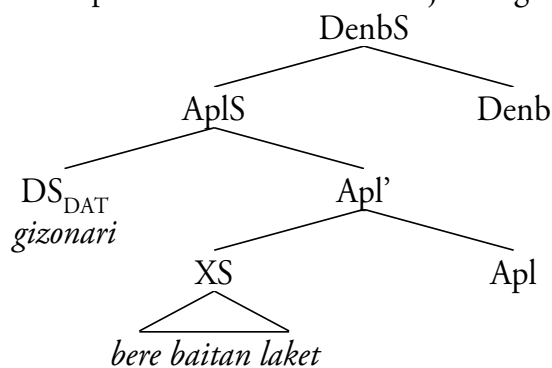 DenbS
AplS Denb
DS_DAT Apl’
gizonari
XS Apl
bere baitan laket